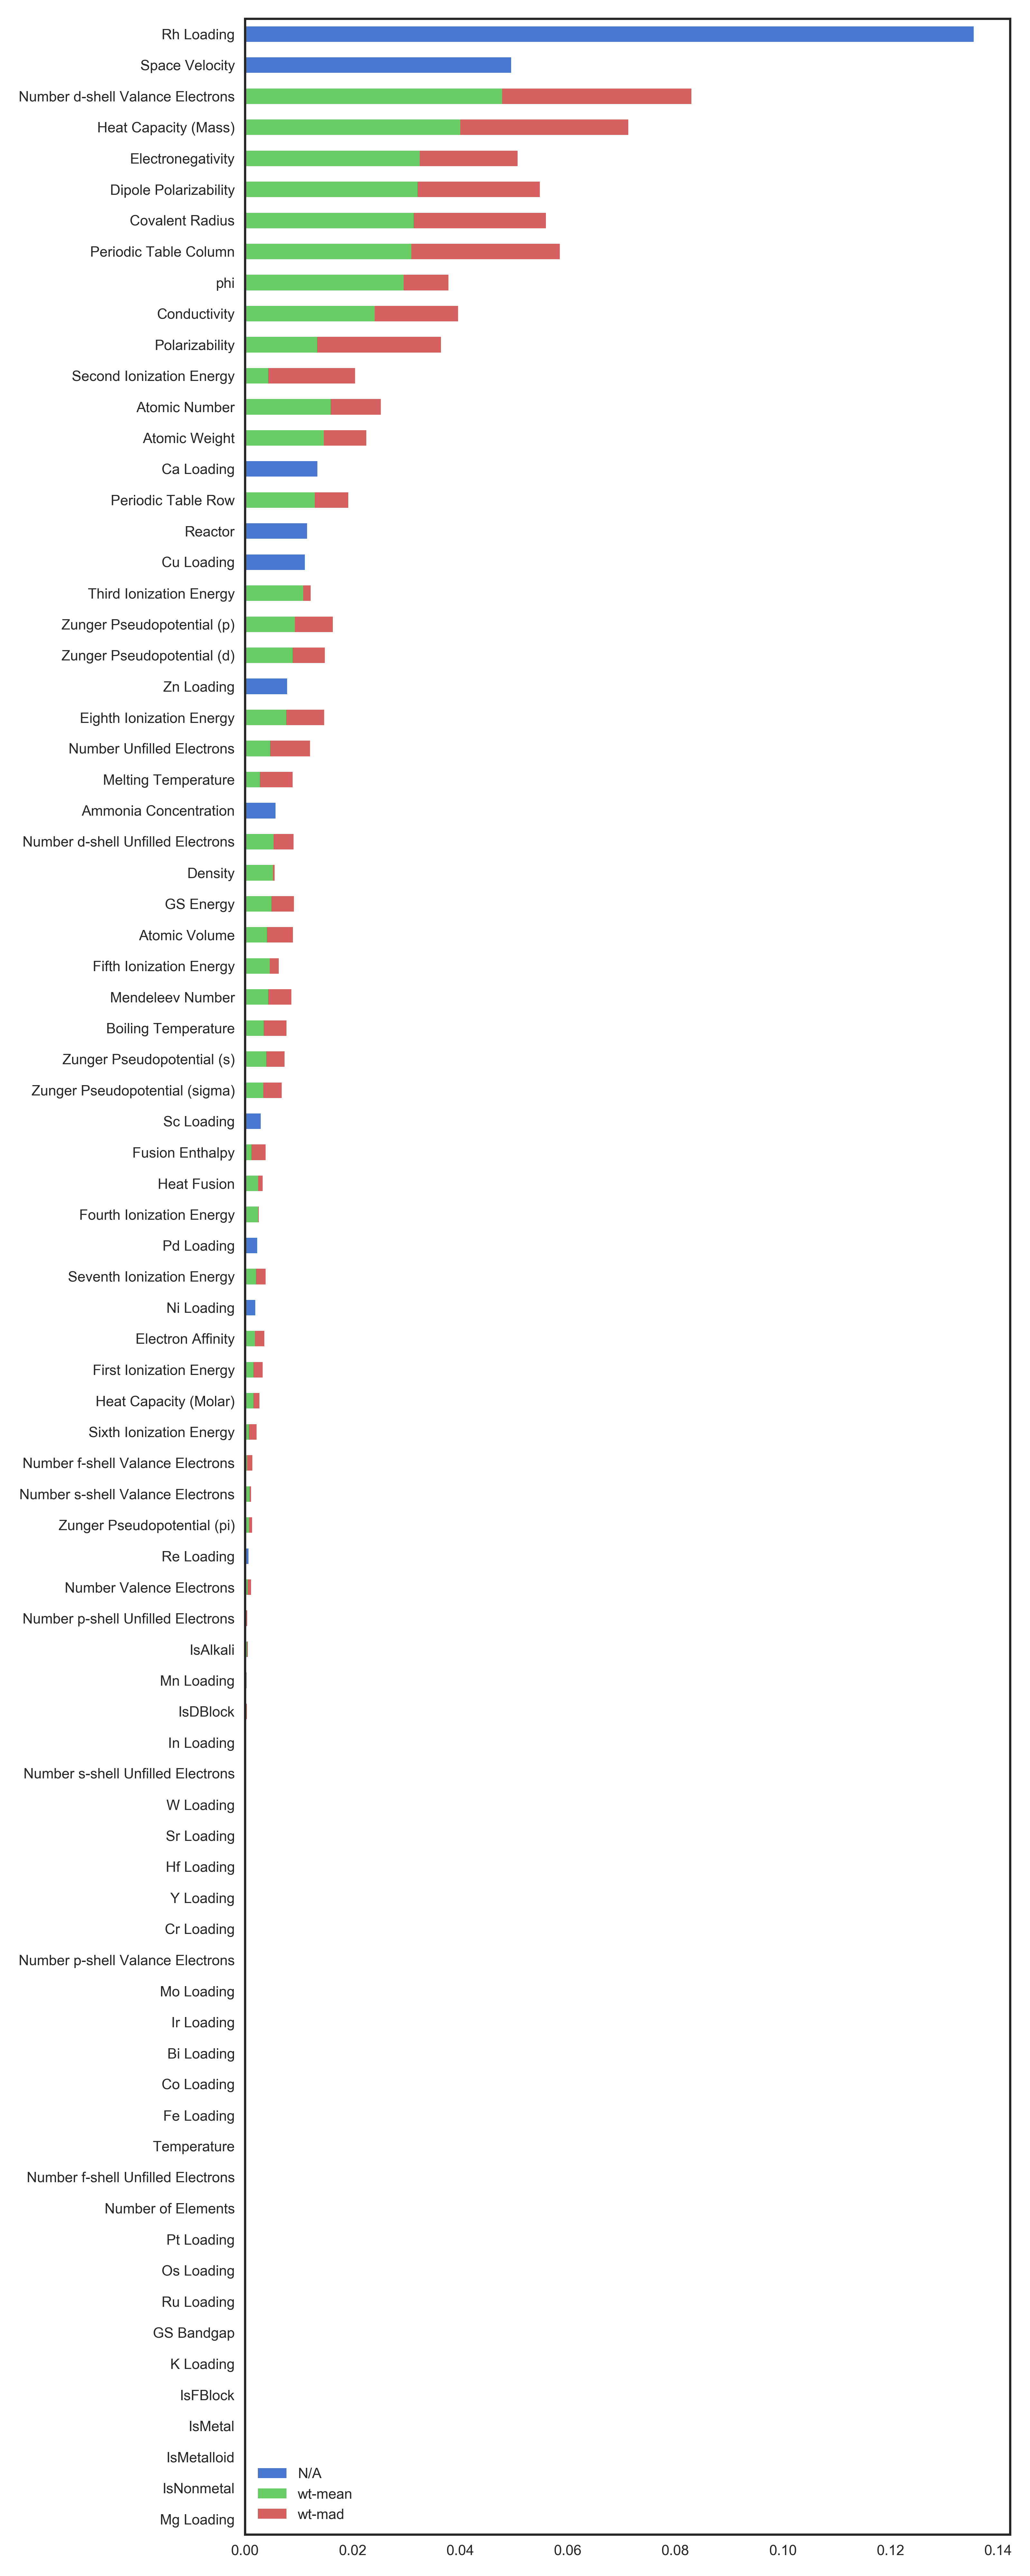 Rh Loading
Space Velocity
Number d-shell Valance Electrons
Heat Capacity (Mass)
Electronegativity
Dipole Polarizability
Covalent Radius
Periodic Table Column
phi
Conductivity
Polarizability
Second Ionization Energy
Atomic Number
Atomic Weight
Ca Loading
Periodic Table Row
Reactor
Cu Loading
Third Ionization Energy
Zunger Pseudopotential (p)
Zunger Pseudopotential (d)
Zn Loading
Eighth Ionization Energy
Number Unfilled Electrons
Melting Temperature
Ammonia Concentration
Number d-shell Unfilled Electrons
Density
GS Energy
Atomic Volume
Fifth Ionization Energy
Mendeleev Number
Boiling Temperature
Zunger Pseudopotential (s)
Zunger Pseudopotential (sigma)
Sc Loading
Fusion Enthalpy
Heat Fusion
Fourth Ionization Energy
Pd Loading
Seventh Ionization Energy
Ni Loading
Electron Affinity
First Ionization Energy
Heat Capacity (Molar)
Sixth Ionization Energy
Number f-shell Valance Electrons
Number s-shell Valance Electrons
Zunger Pseudopotential (pi)
Re Loading
Number Valence Electrons
Number p-shell Unfilled Electrons
IsAlkali
Mn Loading
IsDBlock
In Loading
Number s-shell Unfilled Electrons
W Loading
Sr Loading
Hf Loading
Y Loading
Cr Loading
Number p-shell Valance Electrons
Mo Loading
Ir Loading
Bi Loading
Co Loading
Fe Loading
Temperature
Number f-shell Unfilled Electrons
Number of Elements
Pt Loading
Os Loading
Ru Loading
GS Bandgap
K Loading
IsFBlock
IsMetal
IsMetalloid
IsNonmetal
Mg Loading
N/A
wt-mean
wt-mad
0.00 0.02 0.04 0.06 0.08 0.10 0.12 0.14